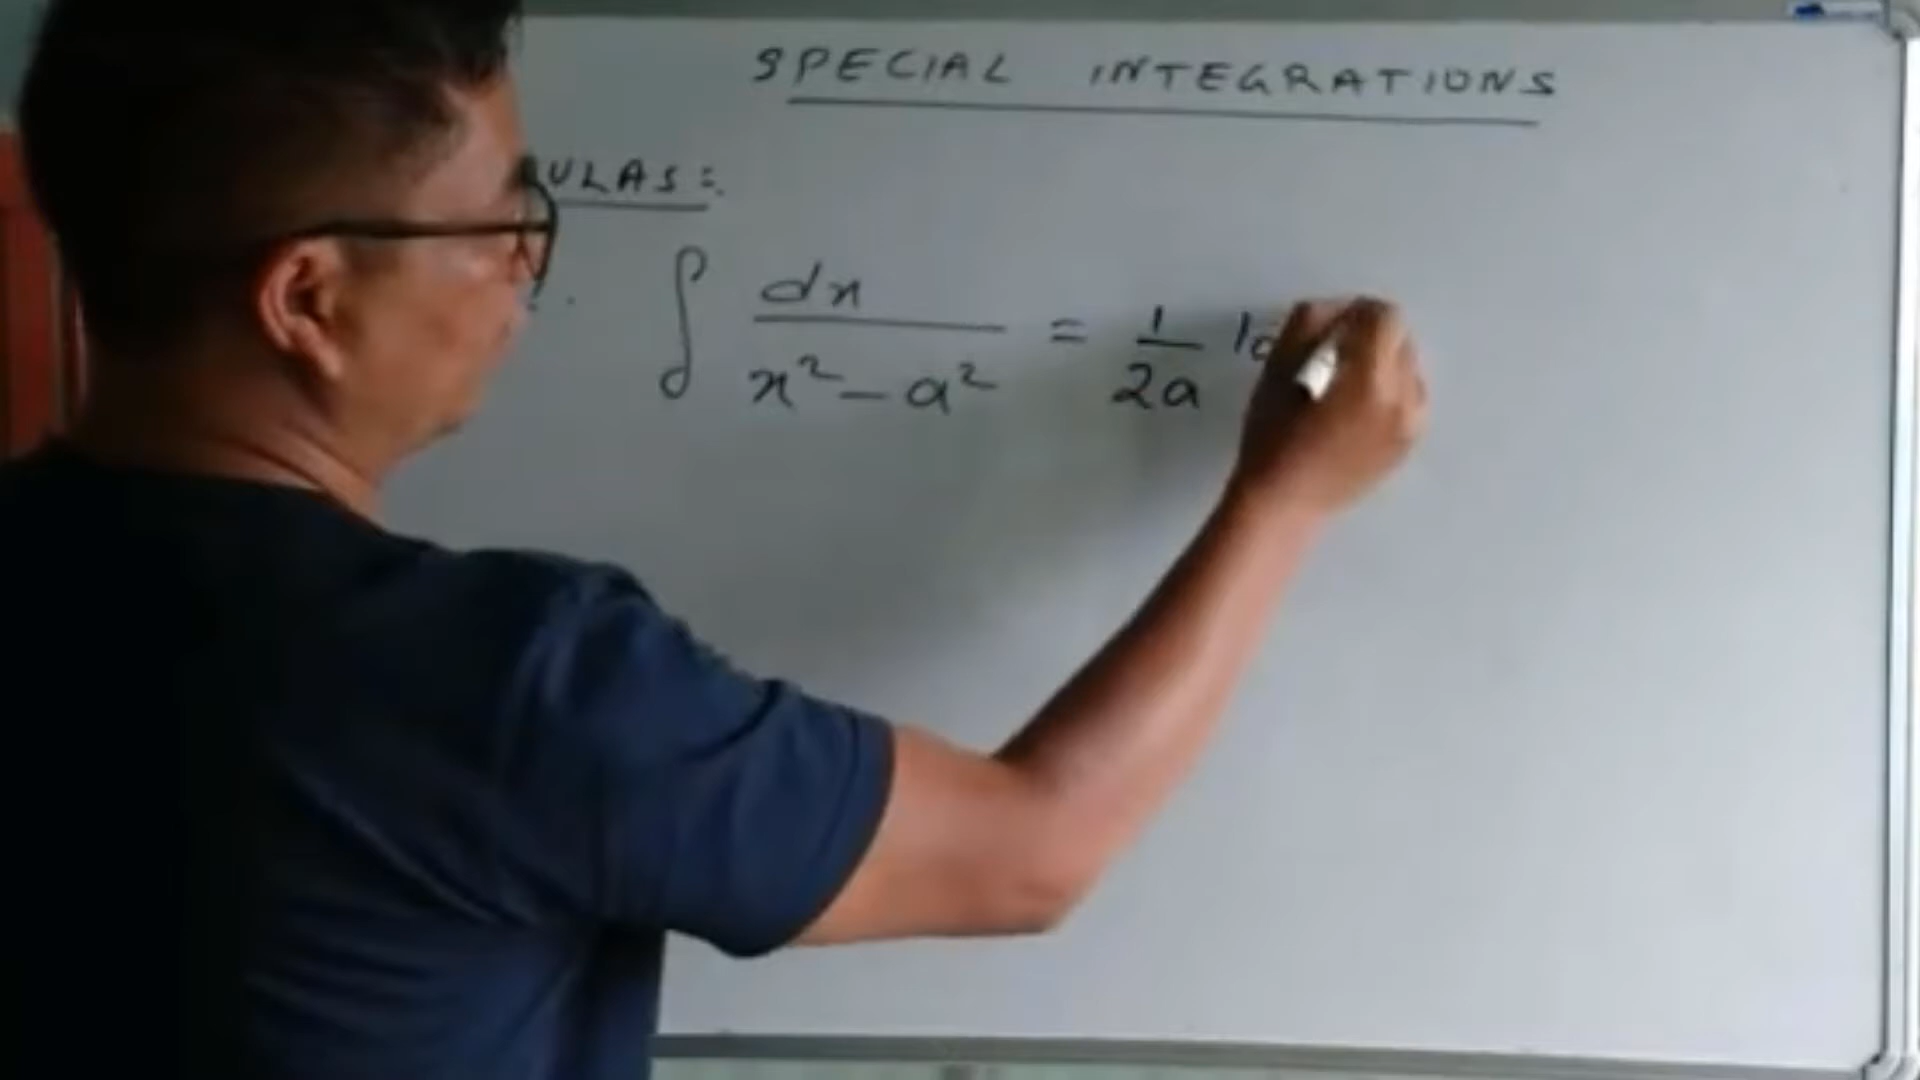 SPECIAL INTEGRATIONS
ULAS :.
∫ dx / x² - a² = 1 / 2a lo